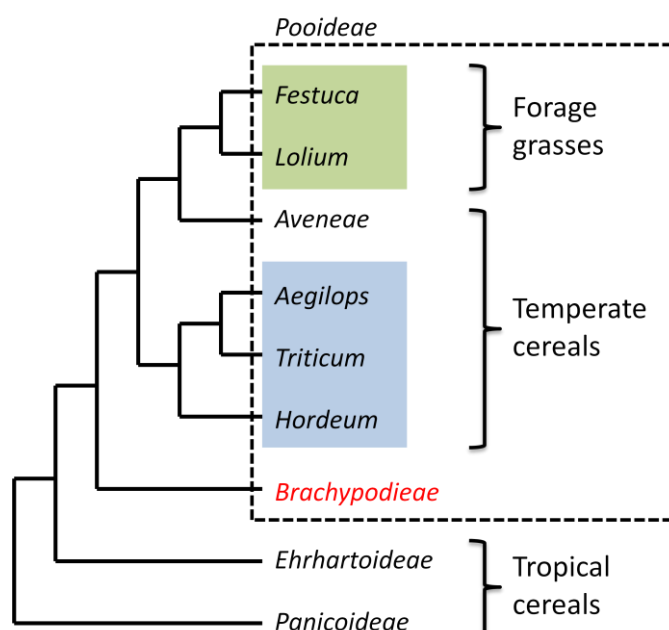 Pooideae
Festuca
Lolium
Forage
grasses
Aveneae
Aegilops
Triticum
Hordeum
Temperate
cereals
Brachypodieae
Ehrhartoideae
Panicoideae
Tropical
cereals